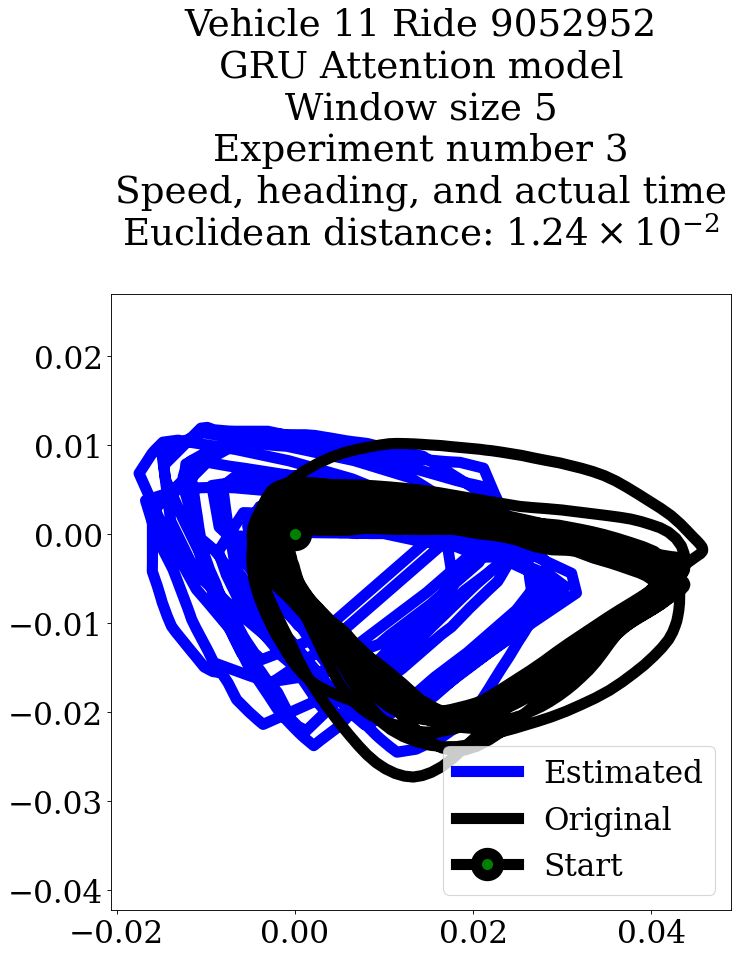 Vehicle 11 Ride 9052952
GRU Attention model
Window size 5
Experiment number 3
Speed, heading, and actual time
Euclidean distance: 1.24 × 10⁻²
0.02
0.01
0.00
−0.01
−0.02
−0.03
−0.04
Estimated
Original
Start
−0.02 0.00 0.02 0.04